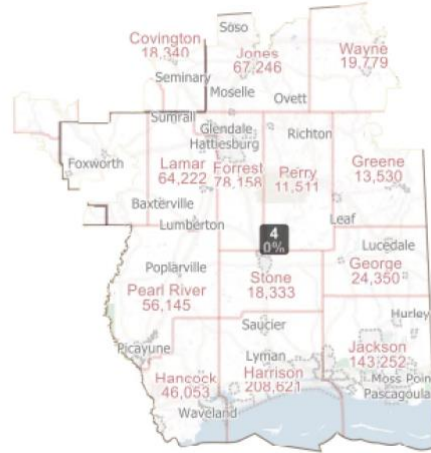 Soso
Covington
18,340
Jones
67,246
Wayne
19,779
Seminary
Moselle
Ovett
Sumrall
Glendale
Hattiesburg
Richton
Foxworth
Lamar
64,222
Forrest
78,158
Perry
11,511
Greene
13,530
Baxterville
Leaf
Lumberton
4
0%
Lucedale
Poplarville
Stone
18,333
George
24,350
Pearl River
56,145
Hurley
Saucier
Picayune
Lyman
Jackson
143,252
Hancock
46,053
Harrison
208,621
Moss Poin
Pascagoula
Waveland